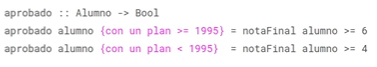 aprobado :: Alumno -> Bool
aprobado alumno {con un plan >= 1995} = notaFinal alumno >= 6
aprobado alumno {con un plan < 1995} = notaFinal alumno >= 4